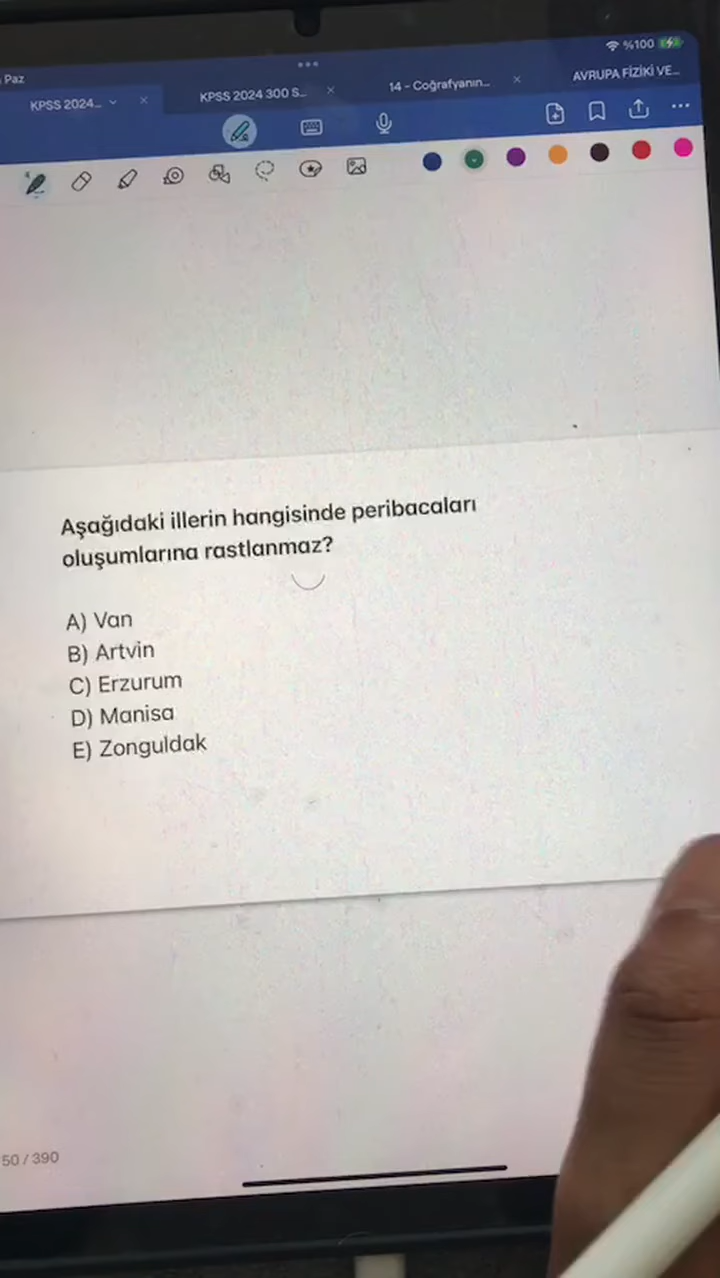 Paz
%100
KPSS 2024...
KPSS 2024 300 S...
14 - Coğrafyanın...
AVRUPA FİZİKİ VE...
Aşağıdaki illerin hangisinde peribacaları
oluşumlarına rastlanmaz?
A) Van
B) Artvin
C) Erzurum
D) Manisa
E) Zonguldak
50 / 390